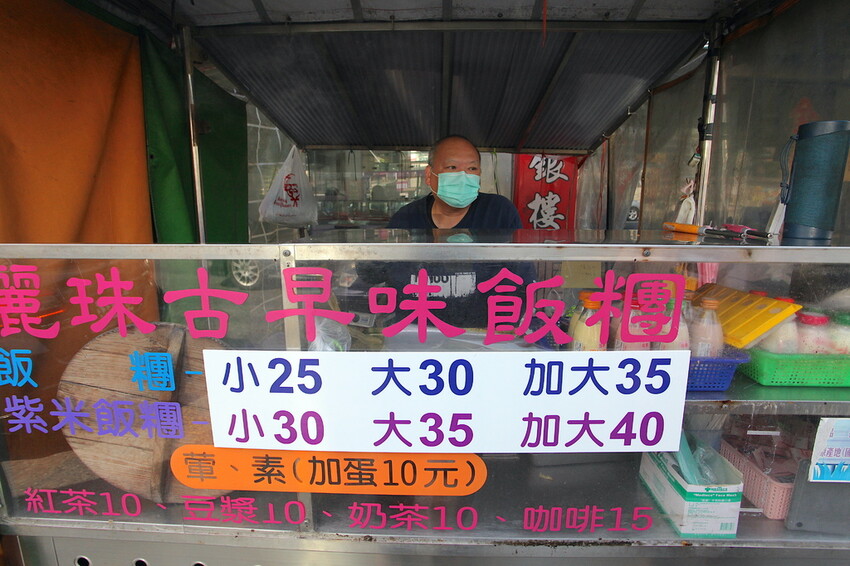 銀樓
麗珠古早味飯糰
飯 糰-小25 大30 加大35
紫米飯糰-小30 大35 加大40
葷、素(加蛋10元)
紅茶10、豆漿10、奶茶10、咖啡15